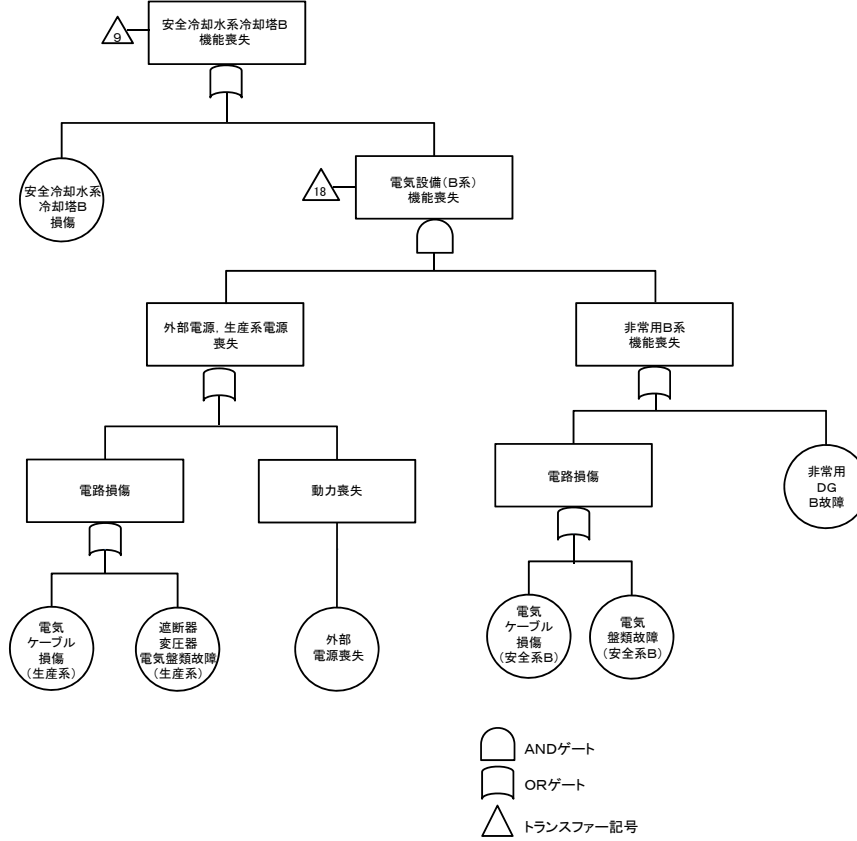 安全冷却水系冷却塔B
機能喪失
9
安全冷却水系
冷却塔B
損傷
電気設備(B系)
機能喪失
18
外部電源, 生産系電源
喪失
非常用B系
機能喪失
電路損傷
動力喪失
電路損傷
非常用
DG
B故障
電気
ケーブル
損傷
(生産系)
遮断器
変圧器
電気盤類故障
(生産系)
外部
電源喪失
電気
ケーブル
損傷
(安全系B)
電気
盤類故障
(安全系B)
ANDゲート
ORゲート
トランスファー記号